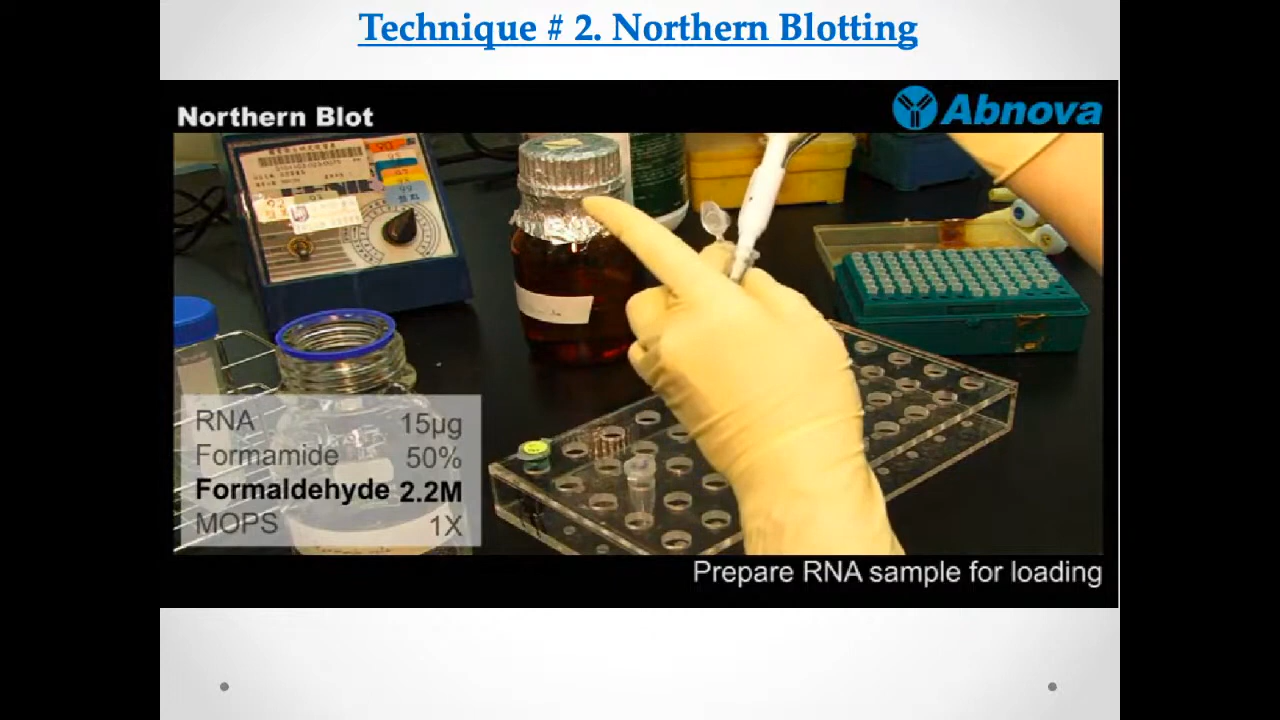 Technique # 2. Northern Blotting
Northern Blot
Abnova
RNA 15µg
Formamide 50%
Formaldehyde 2.2M
MOPS 1X
Prepare RNA sample for loading